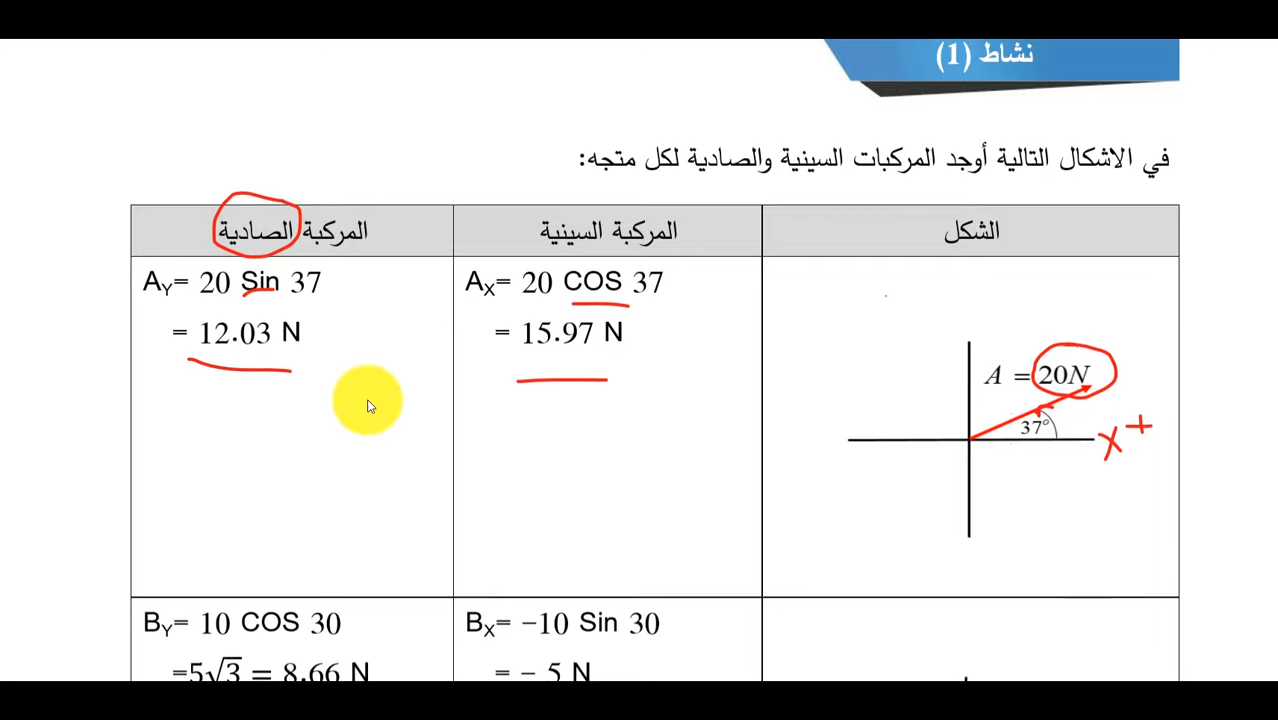 نشاط (1)
في الاشكال التالية أوجد المركبات السينية والصادية لكل متجه:
الشكل
المركبة السينية
المركبة الصادية
A = 20N
37°
X +
Aₓ= 20 COS 37
= 15.97 N
A_Y= 20 Sin 37
= 12.03 N
Bₓ= −10 Sin 30
= − 5 N
B_Y= 10 COS 30
=5√3 = 8.66 N